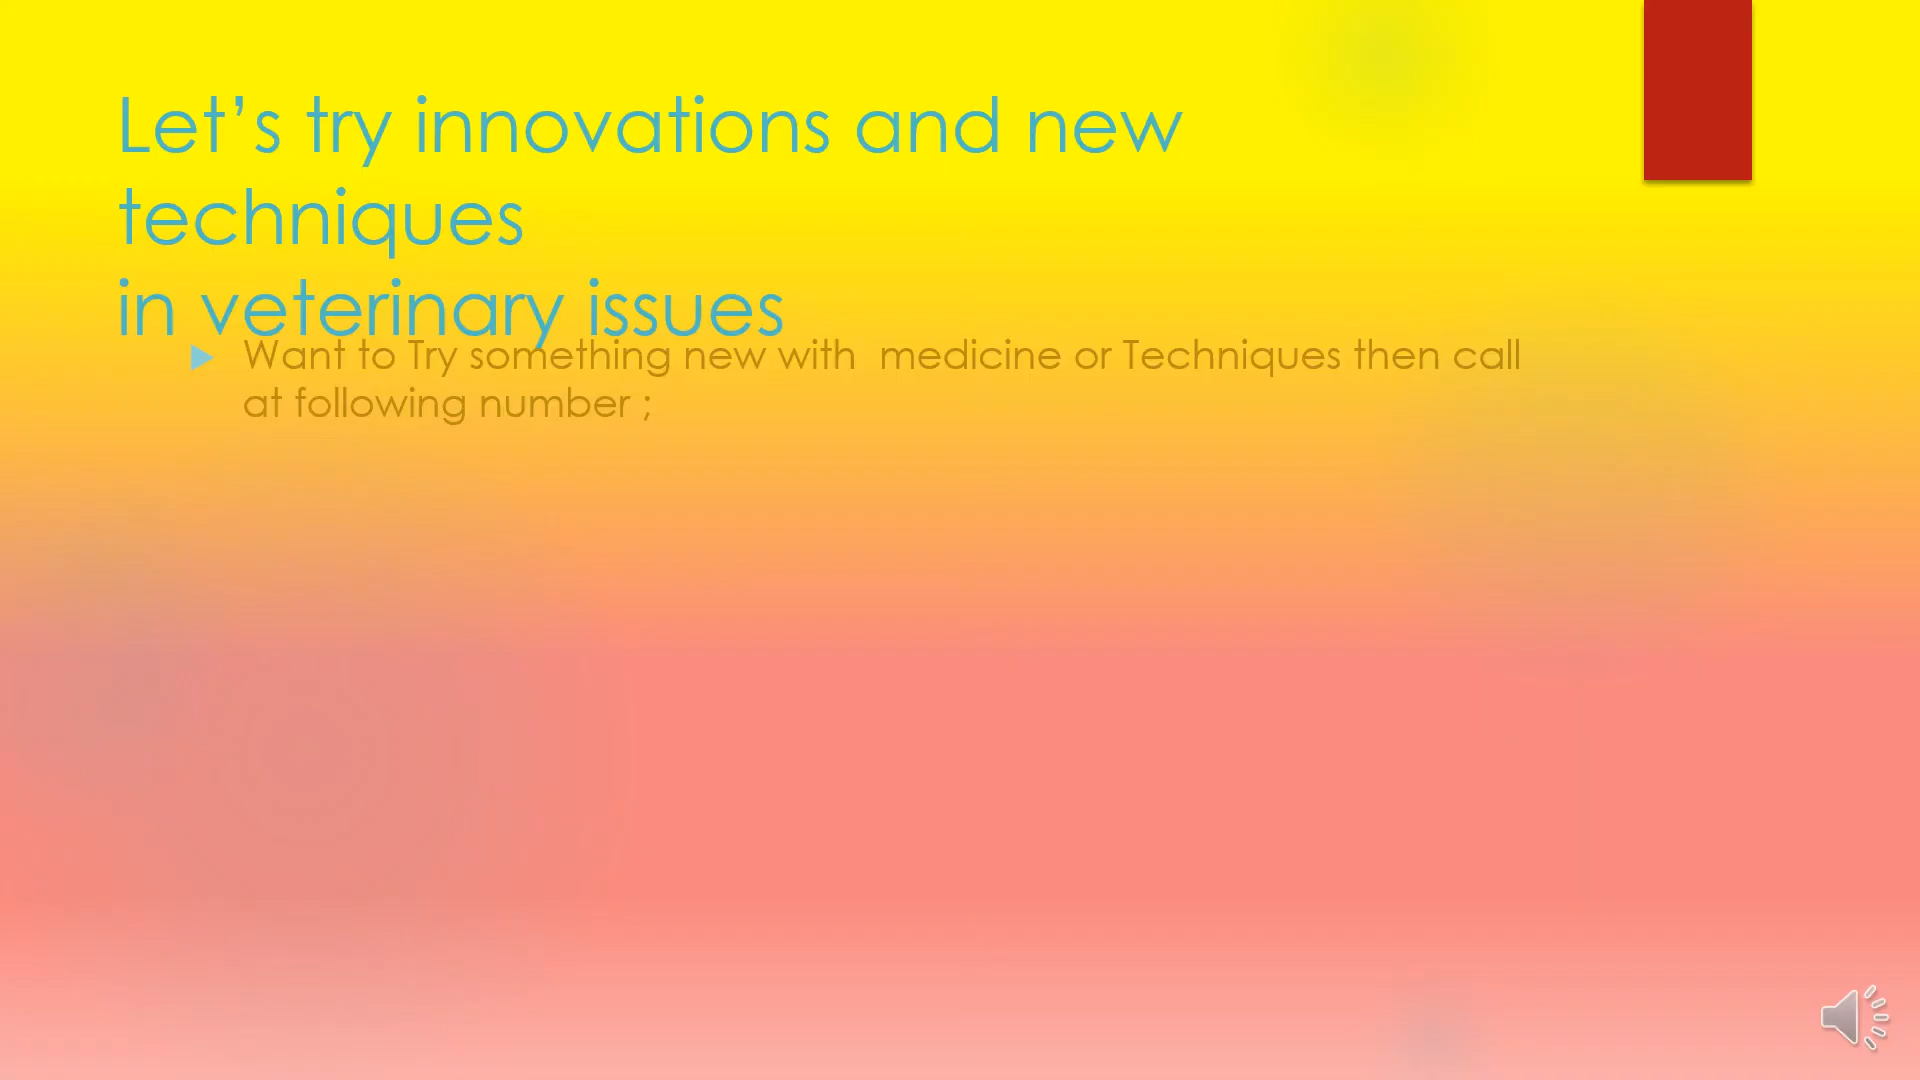 Let’s try innovations and new
techniques
in veterinary issues
Want to Try something new with  medicine or Techniques then call
at following number ;